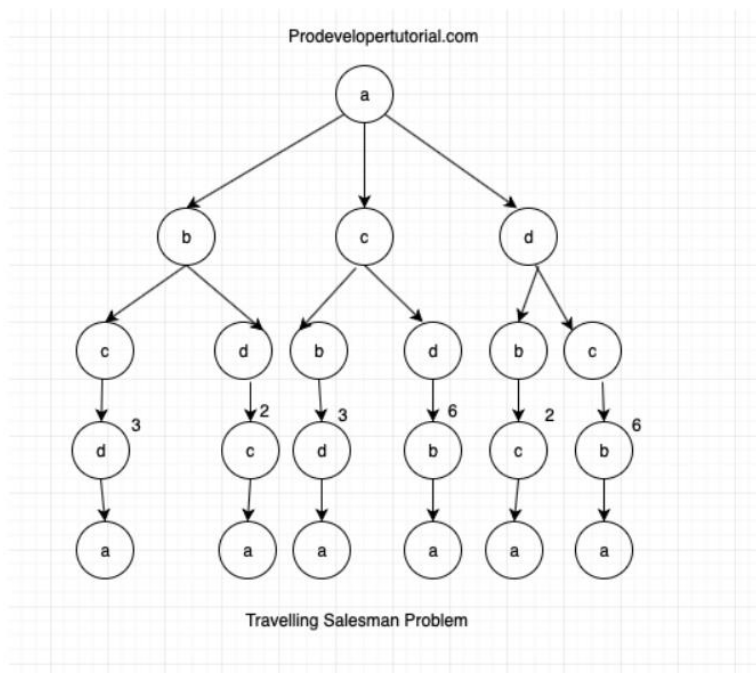 Prodevelopertutorial.com
a
b c d
c d b d b c
3 2 3 6 2 6
d c d b c b
a a a a a a
Travelling Salesman Problem